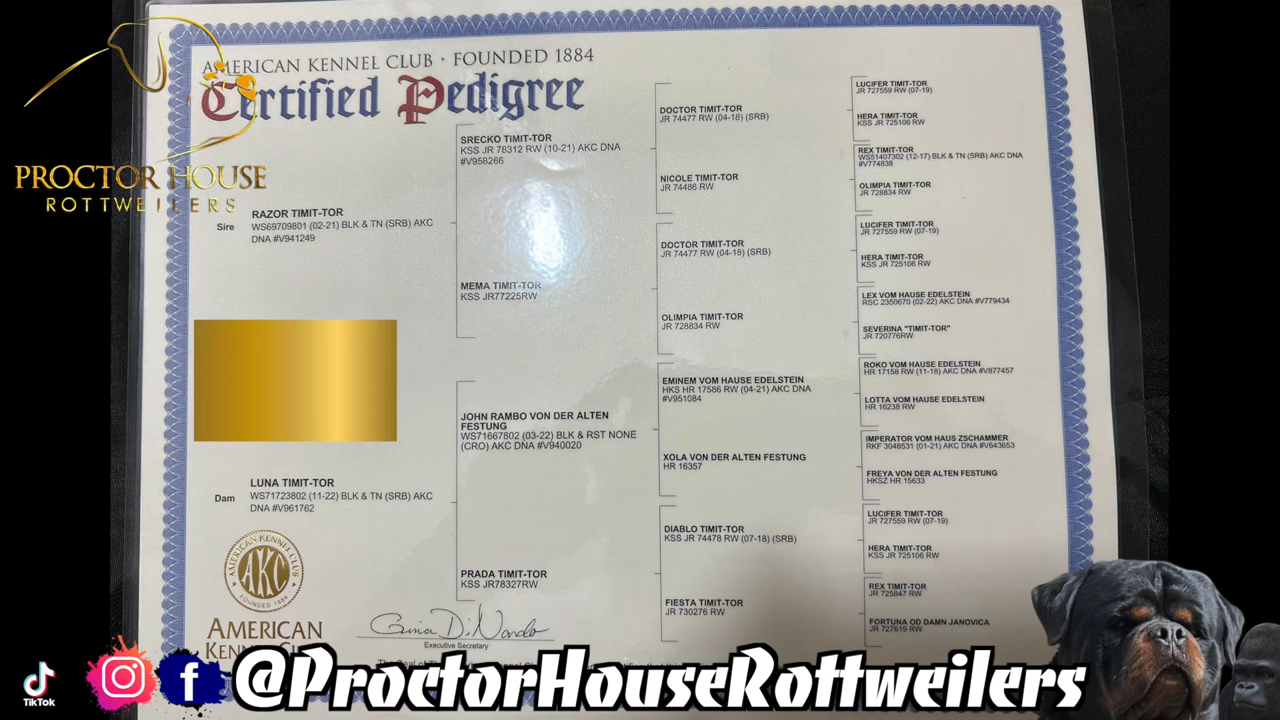 AMERICAN KENNEL CLUB · FOUNDED 1884
Certified Pedigree
PROCTOR HOUSE
ROTTWEILERS
Sire
RAZOR TIMIT-TOR
WS69709801 (02-21) BLK & TN (SRB) AKC
DNA #V941249
Dam
LUNA TIMIT-TOR
WS71723802 (11-22) BLK & TN (SRB) AKC
DNA #V961762
SRECKO TIMIT-TOR
KSS JR 78312 RW (10-21) AKC DNA
#V958266
MEMA TIMIT-TOR
KSS JR77225RW
JOHN RAMBO VON DER ALTEN
FESTUNG
WS71667802 (03-22) BLK & RST NONE
(CRO) AKC DNA #V940020
PRADA TIMIT-TOR
KSS JR78327RW
DOCTOR TIMIT-TOR
JR 74477 RW (04-18) (SRB)
NICOLE TIMIT-TOR
JR 74486 RW
DOCTOR TIMIT-TOR
JR 74477 RW (04-18) (SRB)
OLIMPIA TIMIT-TOR
JR 728834 RW
EMINEM VOM HAUSE EDELSTEIN
HKS HR 17586 RW (04-21) AKC DNA
#V951084
XOLA VON DER ALTEN FESTUNG
HR 16357
DIABLO TIMIT-TOR
KSS JR 74478 RW (07-18) (SRB)
FIESTA TIMIT-TOR
JR 730276 RW
LUCIFER TIMIT-TOR
JR 727559 RW (07-19)
HERA TIMIT-TOR
KSS JR 725106 RW
REX TIMIT-TOR
WS51407302 (12-17) BLK & TN (SRB) AKC DNA
#V774838
OLIMPIA TIMIT-TOR
JR 728834 RW
LUCIFER TIMIT-TOR
JR 727559 RW (07-19)
HERA TIMIT-TOR
KSS JR 725106 RW
LEX VOM HAUSE EDELSTEIN
RSC 2350670 (02-22) AKC DNA #V779434
SEVERINA "TIMIT-TOR"
JR 720776RW
ROKO VOM HAUSE EDELSTEIN
HR 17158 RW (11-18) AKC DNA #V877457
LOTTA VOM HAUSE EDELSTEIN
HR 16238 RW
IMPERATOR VOM HAUS ZSCHAMMER
RKF 3048531 (01-21) AKC DNA #V643653
FREYA VON DER ALTEN FESTUNG
HKSZ HR 15633
LUCIFER TIMIT-TOR
JR 727559 RW (07-19)
HERA TIMIT-TOR
KSS JR 725106 RW
REX TIMIT-TOR
JR 725847 RW
FORTUNA OD DAMN JANOVICA
JR 727619 RW
AMERICAN KENNEL CLUB
AKC
FOUNDED 1884
AMERICAN
Gina DiNardo
Executive Secretary
TikTok
f
@ProctorHouseRottweilers